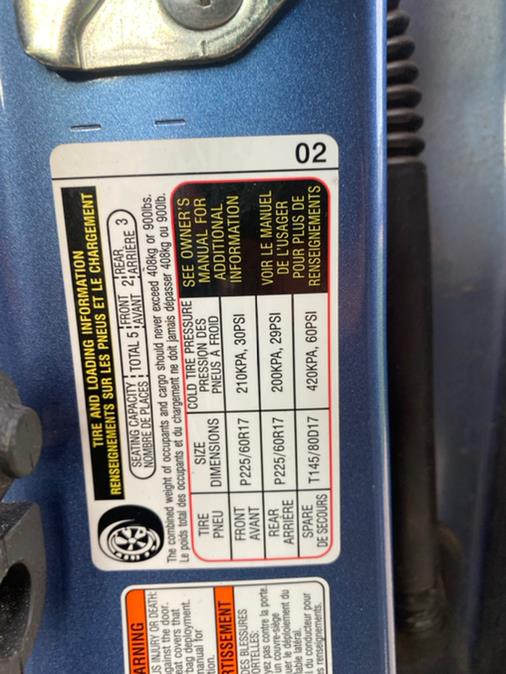 TIRE AND LOADING INFORMATION
RENSEIGNEMENTS SUR LES PNEUS ET LE CHARGEMENT
SEATING CAPACITY TOTAL 5 FRONT 2 REAR 3
NOMBRE DE PLACES AVANT ARRIÈRE
The combined weight of occupants and cargo should never exceed 408kg or 900lbs.
Le poids total des occupants et du chargement ne doit jamais dépasser 408kg ou 900lb.
TIRE SIZE COLD TIRE PRESSURE
PNEU DIMENSIONS PRESSION DES PNEUS À FROID
FRONT P225/60R17 210KPA, 30PSI
AVANT
REAR P225/60R17 200KPA, 29PSI
ARRIÈRE
SPARE T145/80D17 420KPA, 60PSI
DE SECOURS
SEE OWNER'S
MANUAL FOR
ADDITIONAL
INFORMATION
VOIR LE MANUEL
DE L'USAGER
POUR PLUS DE
RENSEIGNEMENTS
02
ARNING
US INJURY OR DEATH:
against the door.
eat covers that
bag deployment.
manual for
tion.
RTISSEMENT
DES BLESSURES
ORTELLES:
yez pas contre la porte.
un couvre-siège
uer le déploiement du
lable latéral.
l du conducteur pour
s renseignements.